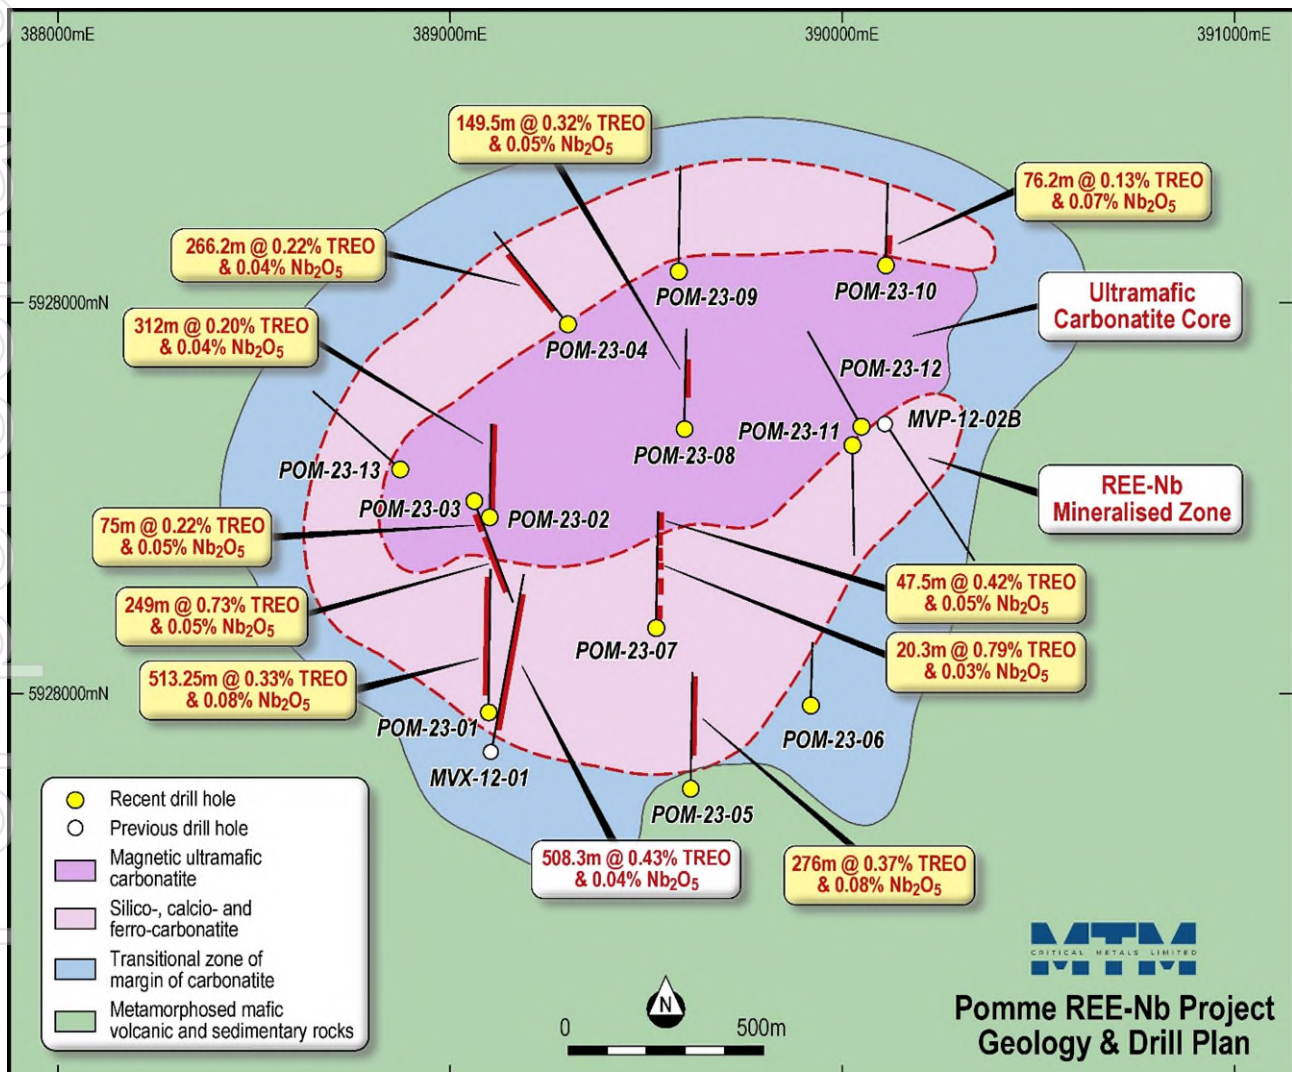 388000mE
389000mE
390000mE
391000mE
149.5m @ 0.32% TREO
& 0.05% Nb₂O₅
76.2m @ 0.13% TREO
& 0.07% Nb₂O₅
266.2m @ 0.22% TREO
& 0.04% Nb₂O₅
POM-23-09
POM-23-10
5928000mN
Ultramafic
Carbonatite Core
312m @ 0.20% TREO
& 0.04% Nb₂O₅
POM-23-04
POM-23-12
MVP-12-02B
POM-23-11
POM-23-08
POM-23-13
POM-23-03
POM-23-02
REE-Nb
Mineralised Zone
75m @ 0.22% TREO
& 0.05% Nb₂O₅
47.5m @ 0.42% TREO
& 0.05% Nb₂O₅
249m @ 0.73% TREO
& 0.05% Nb₂O₅
20.3m @ 0.79% TREO
& 0.03% Nb₂O₅
POM-23-07
513.25m @ 0.33% TREO
& 0.08% Nb₂O₅
5928000mN
POM-23-01
POM-23-06
MVX-12-01
POM-23-05
508.3m @ 0.43% TREO
& 0.04% Nb₂O₅
276m @ 0.37% TREO
& 0.08% Nb₂O₅
Recent drill hole
Previous drill hole
Magnetic ultramafic
carbonatite
Silico-, calcio- and
ferro-carbonatite
Transitional zone of
margin of carbonatite
Metamorphosed mafic
volcanic and sedimentary rocks
N
0
500m
MTM
CRITICAL METALS LIMITED
Pomme REE-Nb Project
Geology & Drill Plan